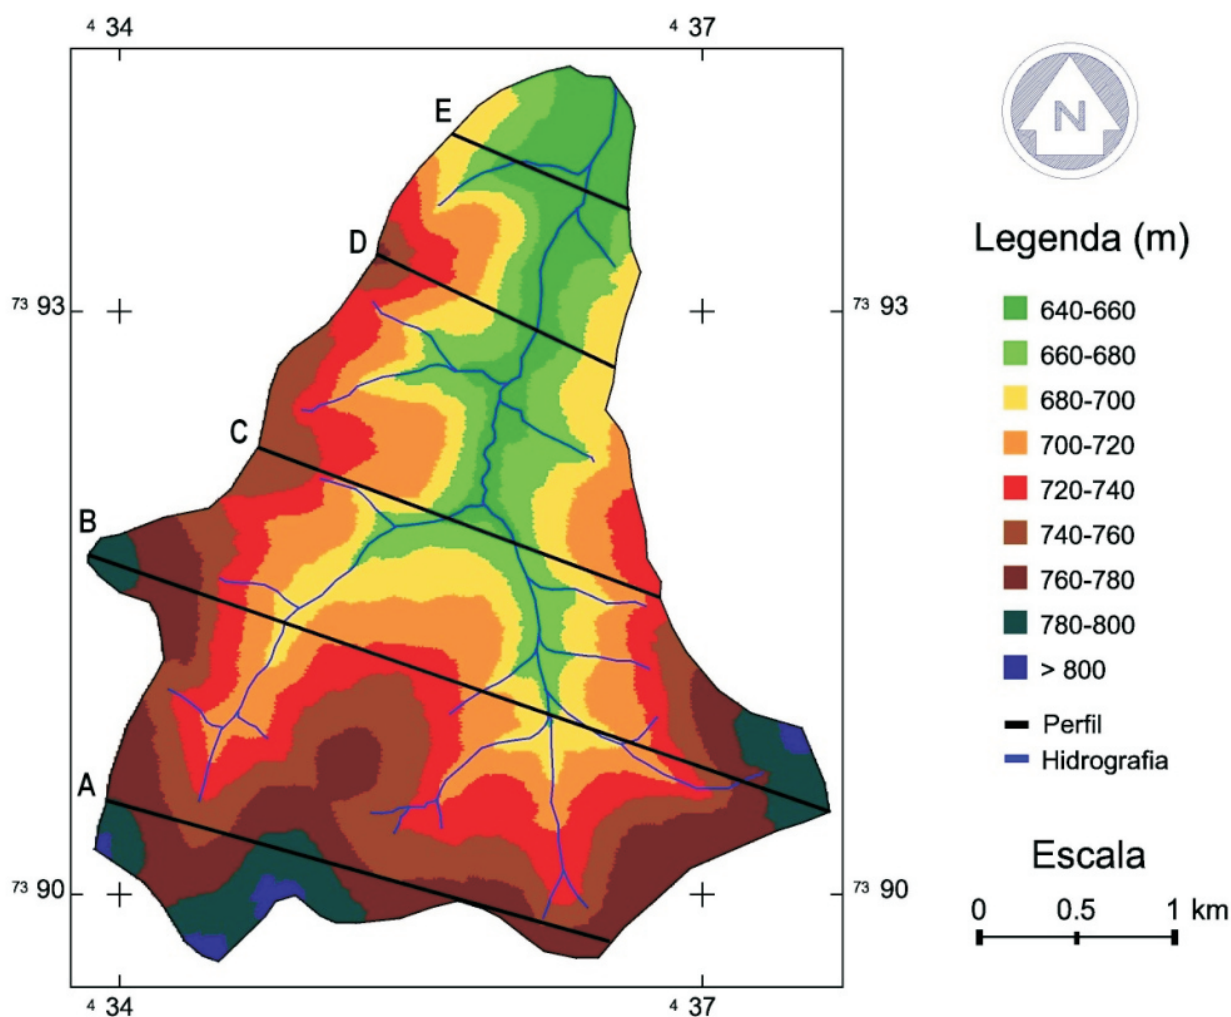 4 34
4 37
N
E
D
C
B
A
73 93
73 93
73 90
73 90
4 34
4 37
Legenda (m)
640-660
660-680
680-700
700-720
720-740
740-760
760-780
780-800
> 800
Perfil
Hidrografia
Escala
0 0.5 1 km